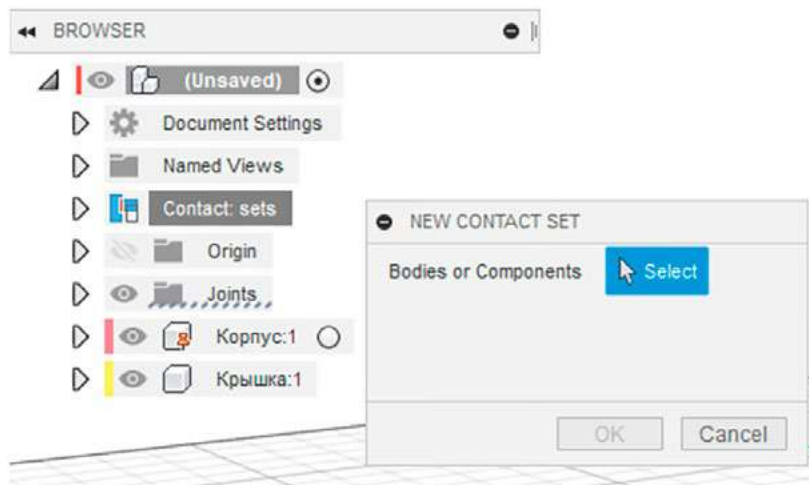 BROWSER
(Unsaved)
Document Settings
Named Views
Contact: sets
Origin
Joints
Корпус:1
Крышка:1
NEW CONTACT SET
Bodies or Components
Select
OK
Cancel